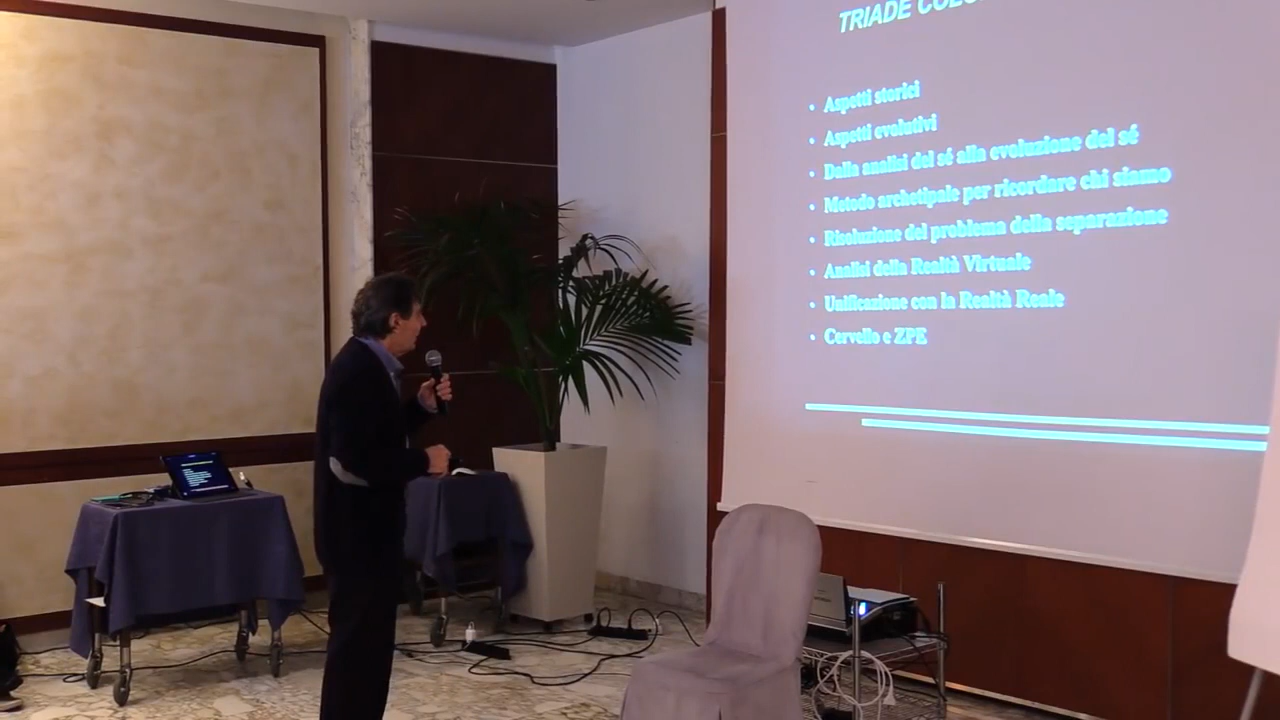 TRIADE
• Aspetti storici
• Aspetti evolutivi
• Dalla analisi del sé alla evoluzione del sé
• Metodo archetipale per ricordare chi siamo
• Risoluzione del problema della separazione
• Analisi della Realtà Virtuale
• Unificazione con la Realtà Reale
• Cervello e ZPE